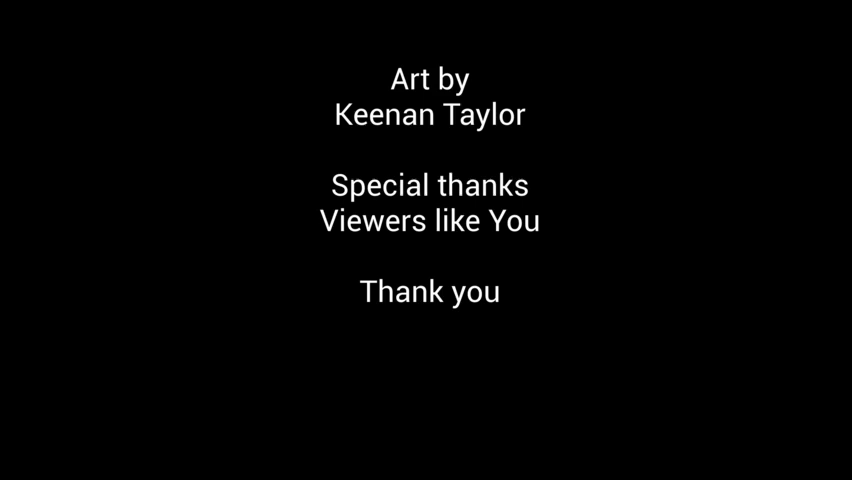 Art by
Keenan Taylor
Special thanks
Viewers like You
Thank you